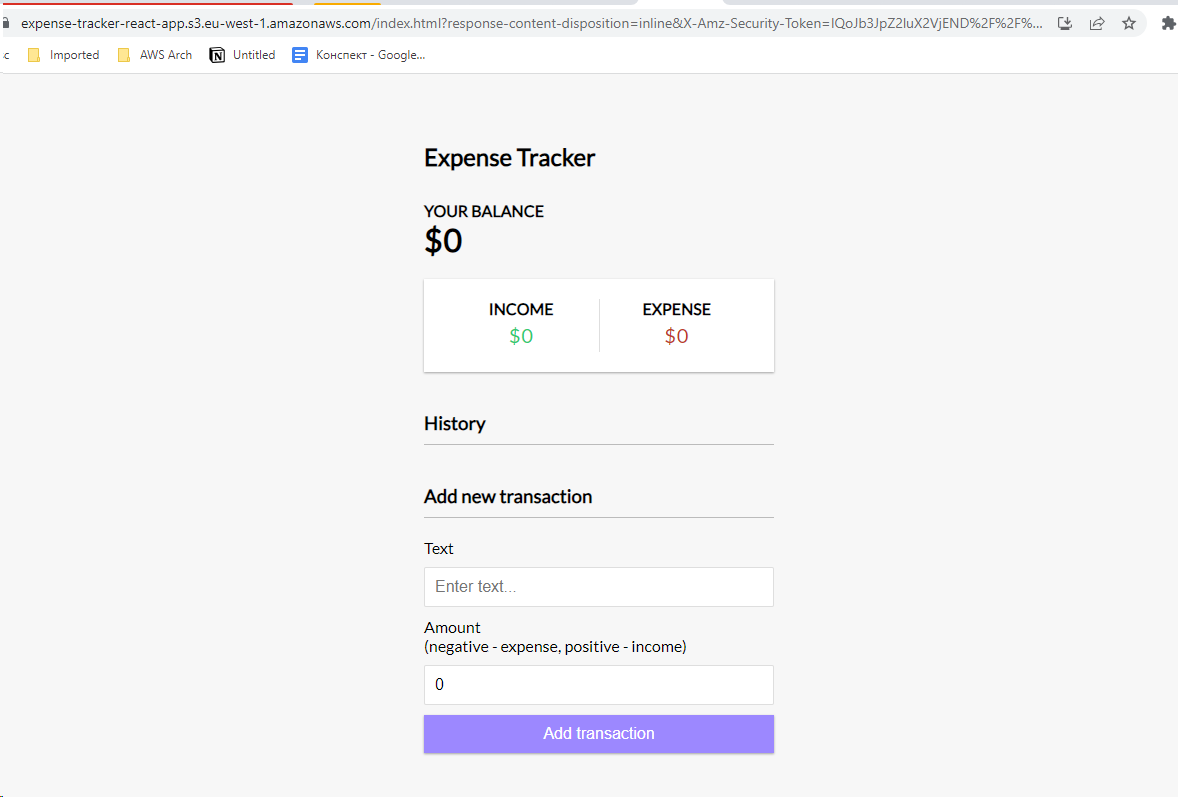 expense-tracker-react-app.s3.eu-west-1.amazonaws.com/index.html?response-content-disposition=inline&X-Amz-Security-Token=IQoJb3JpZ2luX2VjEND%2F%2F%...
Imported AWS Arch Untitled Конспект - Google...
Expense Tracker
YOUR BALANCE
$0
INCOME EXPENSE
$0 $0
History
Add new transaction
Text
Enter text...
Amount
(negative - expense, positive - income)
0
Add transaction